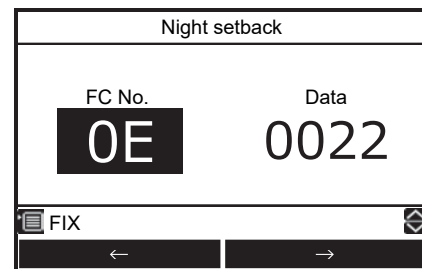 Night setback
FC No. Data
0E 0022
FIX
← →